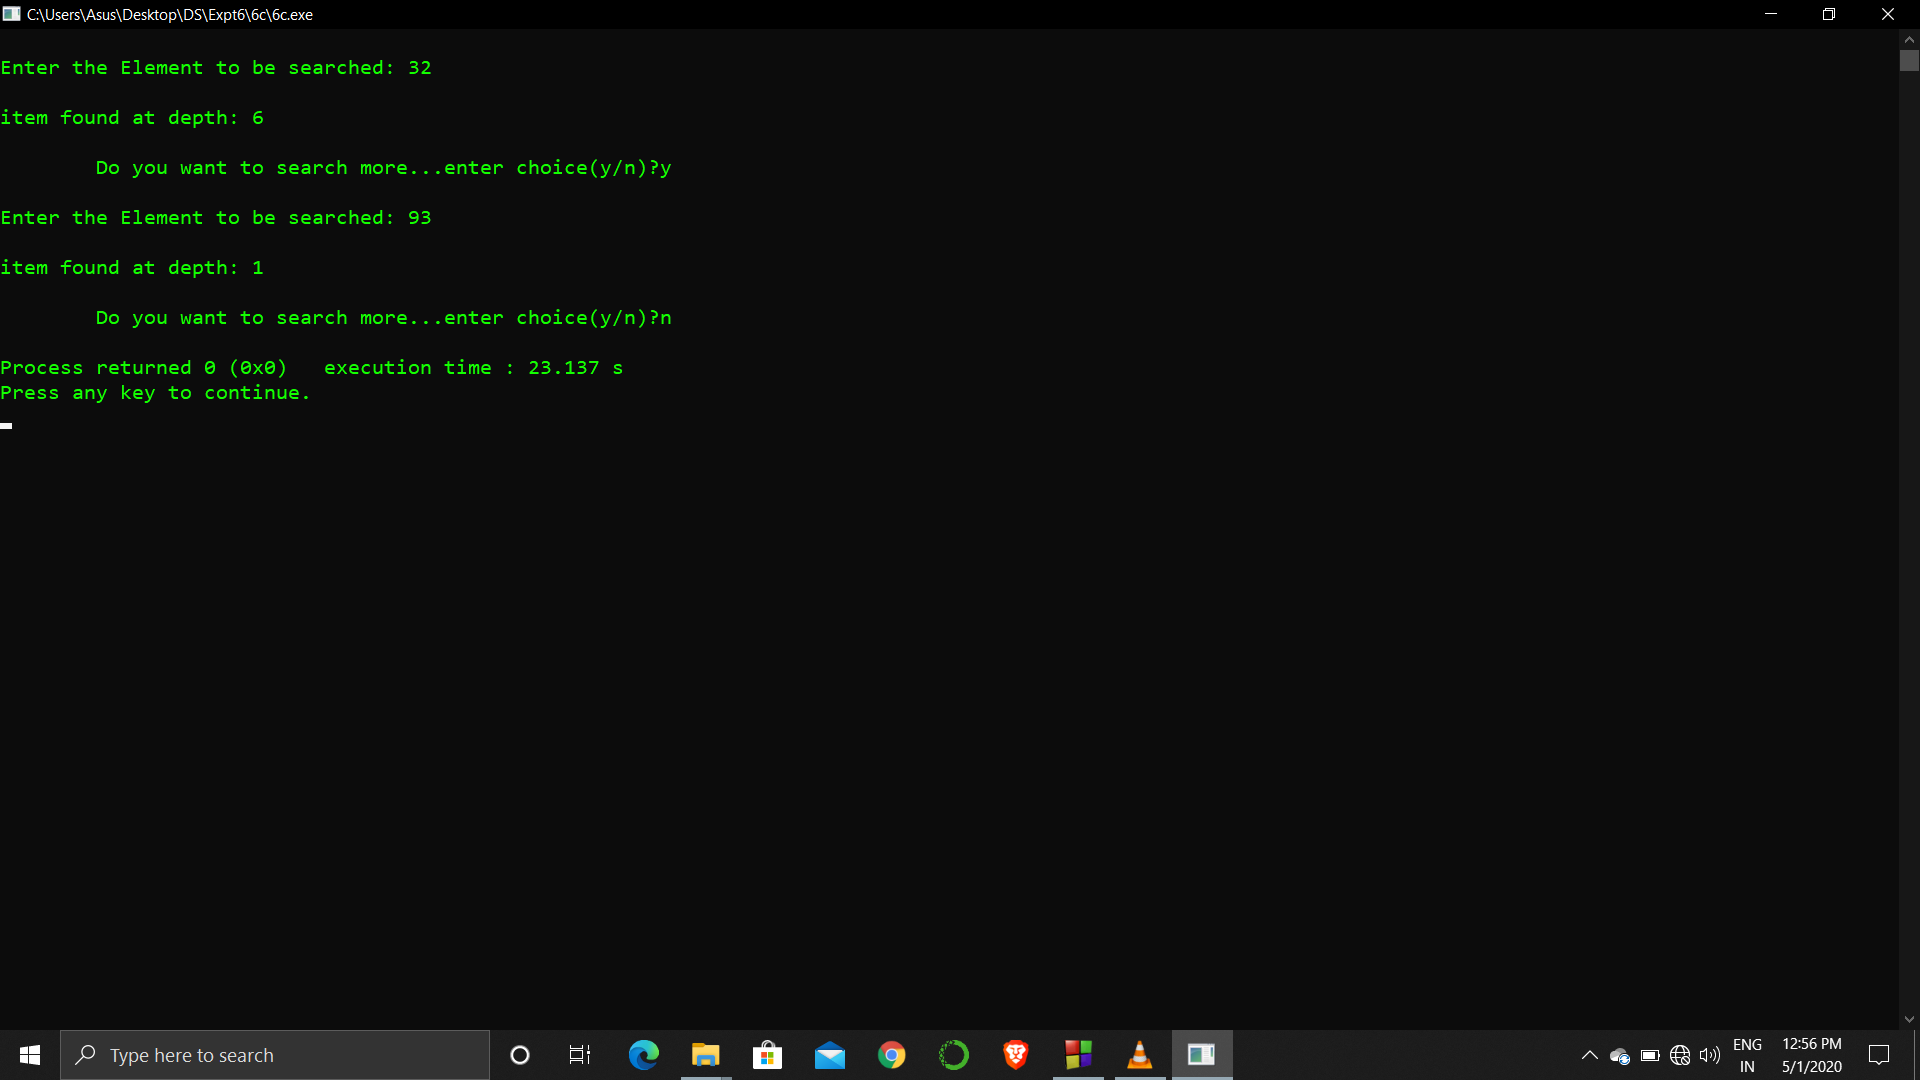 C:\Users\Asus\Desktop\DS\Expt6\6c\6c.exe
Enter the Element to be searched: 32
item found at depth: 6
Do you want to search more...enter choice(y/n)?y
Enter the Element to be searched: 93
item found at depth: 1
Do you want to search more...enter choice(y/n)?n
Process returned 0 (0x0)   execution time : 23.137 s
Press any key to continue.
Type here to search
ENG
IN
12:56 PM
5/1/2020